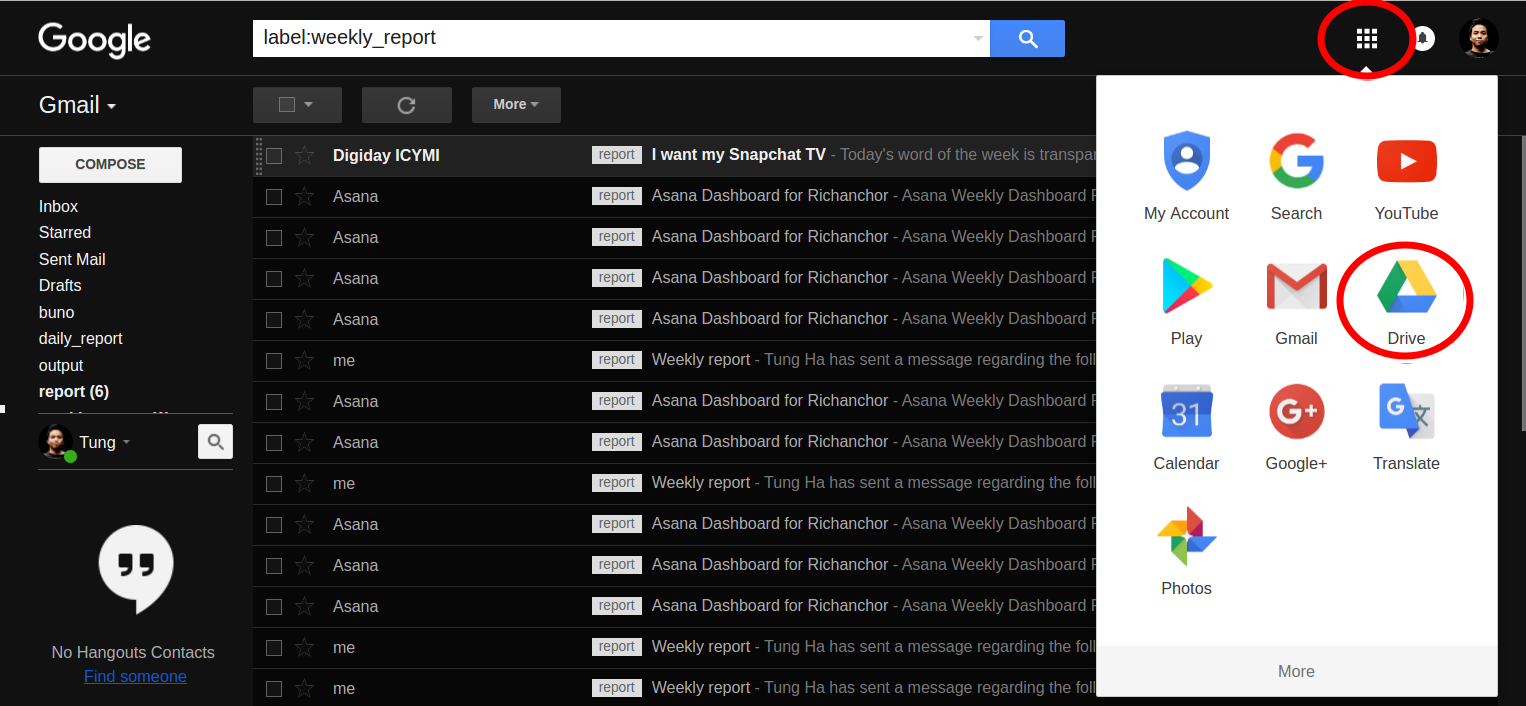 Google
label:weekly_report
Gmail
More
COMPOSE
Inbox
Starred
Sent Mail
Drafts
buno
daily_report
output
report (6)
Tung
No Hangouts Contacts
Find someone
Digiday ICYMI report I want my Snapchat TV - Today's word of the week is
Asana report Asana Dashboard for Richanchor - Asana Weekly Dashboard
Asana report Asana Dashboard for Richanchor - Asana Weekly Dashboard
Asana report Asana Dashboard for Richanchor - Asana Weekly Dashboard
Asana report Asana Dashboard for Richanchor - Asana Weekly Dashboard
me report Weekly report - Tung Ha has sent a message regarding the
Asana report Asana Dashboard for Richanchor - Asana Weekly Dashboard
Asana report Asana Dashboard for Richanchor - Asana Weekly Dashboard
me report Weekly report - Tung Ha has sent a message regarding the
Asana report Asana Dashboard for Richanchor - Asana Weekly Dashboard
Asana report Asana Dashboard for Richanchor - Asana Weekly Dashboard
Asana report Asana Dashboard for Richanchor - Asana Weekly Dashboard
me report Weekly report - Tung Ha has sent a message regarding the
me report Weekly report - Tung Ha has sent a message regarding the
My Account Search YouTube
Play Gmail Drive
31 G+ G 文
Calendar Google+ Translate
Photos
More